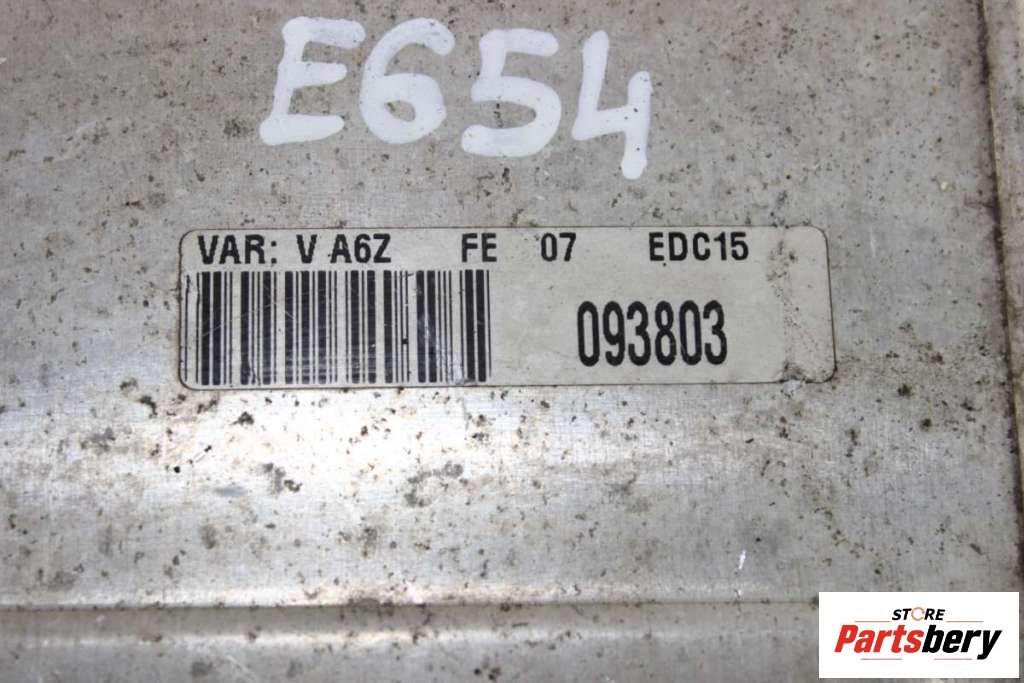 E654
VAR: V A6Z FE 07 EDC15
093803
STORE
Partsbery